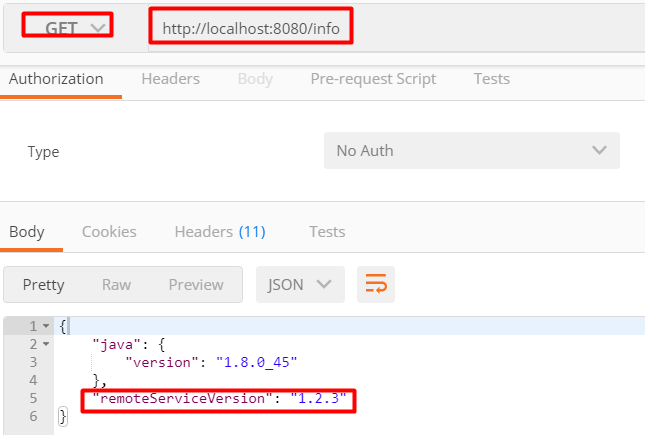 GET http://localhost:8080/info
Authorization Headers Body Pre-request Script Tests
Type No Auth
Body Cookies Headers (11) Tests
Pretty Raw Preview JSON
1 {
2 "java": {
3 "version": "1.8.0_45"
4 },
5 "remoteServiceVersion": "1.2.3"
6 }